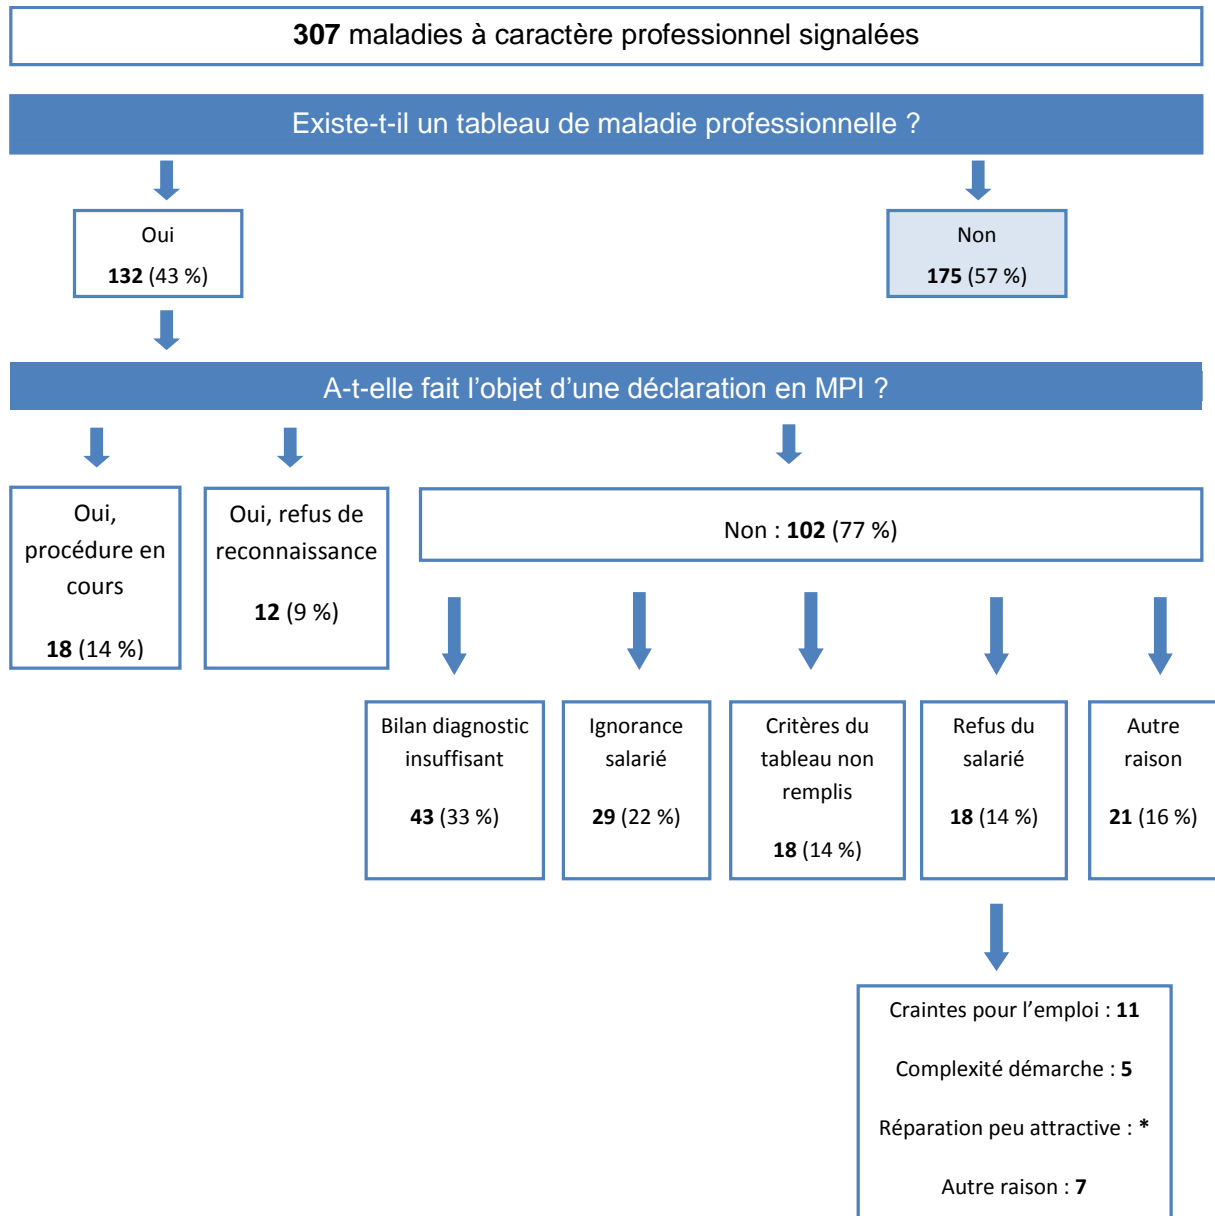 307 maladies à caractère professionnel signalées
Existe-t-il un tableau de maladie professionnelle ?
Oui
132 (43 %)
Non
175 (57 %)
A-t-elle fait l’objet d’une déclaration en MPI ?
Oui,
procédure en
cours
18 (14 %)
Oui, refus de
reconnaissance
12 (9 %)
Non : 102 (77 %)
Bilan diagnostic
insuffisant
43 (33 %)
Ignorance
salarié
29 (22 %)
Critères du
tableau non
remplis
18 (14 %)
Refus du
salarié
18 (14 %)
Autre
raison
21 (16 %)
Craintes pour l’emploi : 11
Complexité démarche : 5
Réparation peu attractive : *
Autre raison : 7